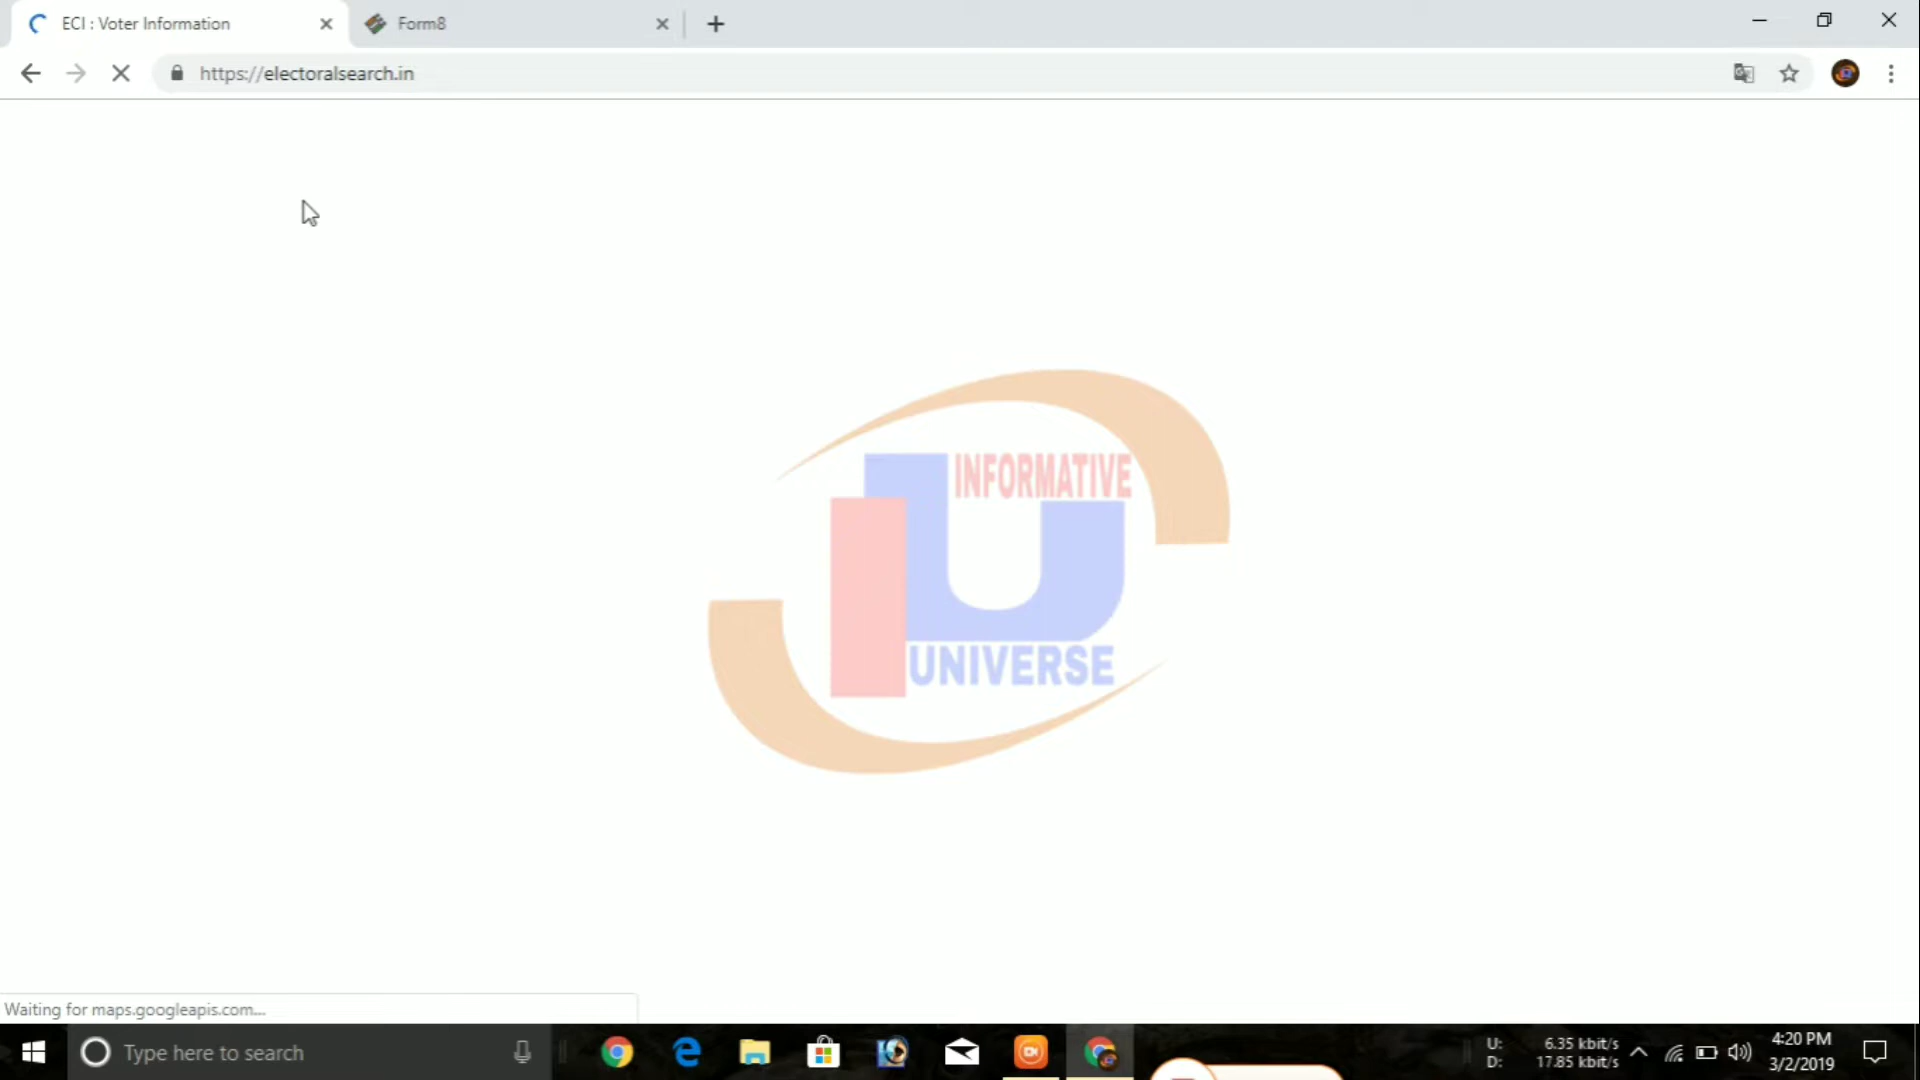 ECI : Voter Information
Form8
https://electoralsearch.in
INFORMATIVE
UNIVERSE
Waiting for maps.googleapis.com...
Type here to search
U: 6.35 kbit/s
D: 17.85 kbit/s
4:20 PM
3/2/2019